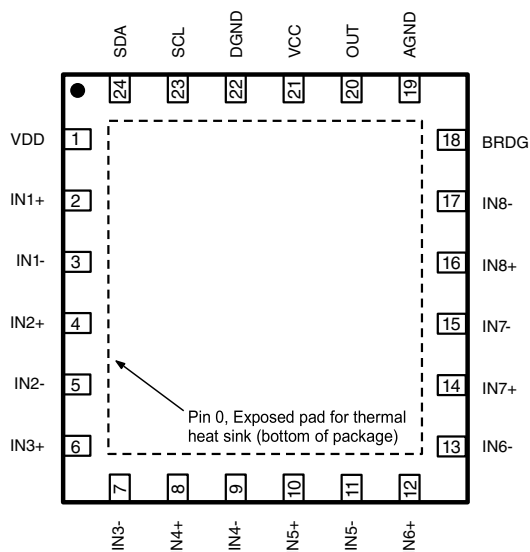 SDA
SCL
DGND
VCC
OUT
AGND
24
23
22
21
20
19
VDD 1
18 BRDG
IN1+ 2
17 IN8-
IN1- 3
16 IN8+
IN2+ 4
15 IN7-
IN2- 5
14 IN7+
IN3+ 6
13 IN6-
Pin 0, Exposed pad for thermal
heat sink (bottom of package)
7
8
9
10
11
12
IN3-
N4+
IN4-
N5+
IN5-
N6+